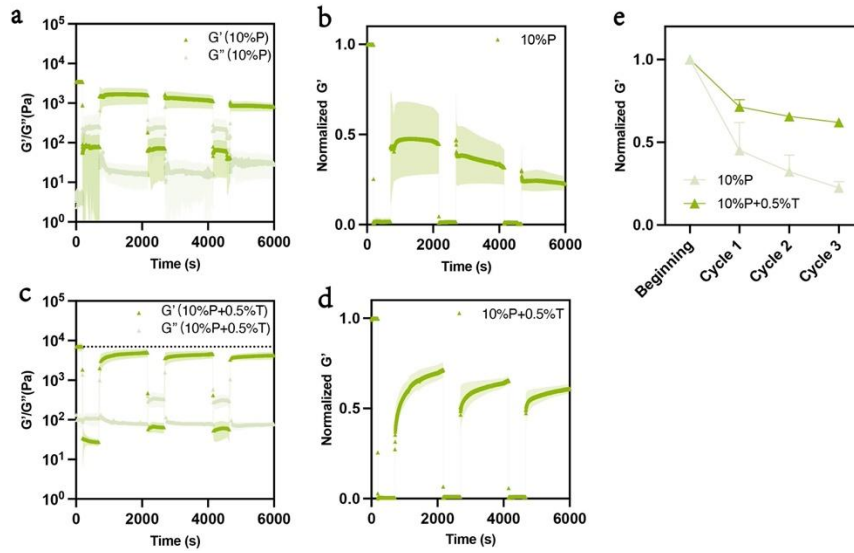 a
G' (10%P)
G'' (10%P)
G'/G''(Pa)
10⁵
10⁴
10³
10²
10¹
10⁰
0
2000
4000
6000
Time (s)
b
10%P
Normalized G'
1.0
0.5
0.0
0
2000
4000
6000
Time (s)
e
Normalized G'
1.0
0.5
0.0
10%P
10%P+0.5%T
Beginning
Cycle 1
Cycle 2
Cycle 3
c
G' (10%P+0.5%T)
G'' (10%P+0.5%T)
G'/G''(Pa)
10⁵
10⁴
10³
10²
10¹
10⁰
0
2000
4000
6000
Time (s)
d
10%P+0.5%T
Normalized G'
1.0
0.5
0.0
0
2000
4000
6000
Time (s)